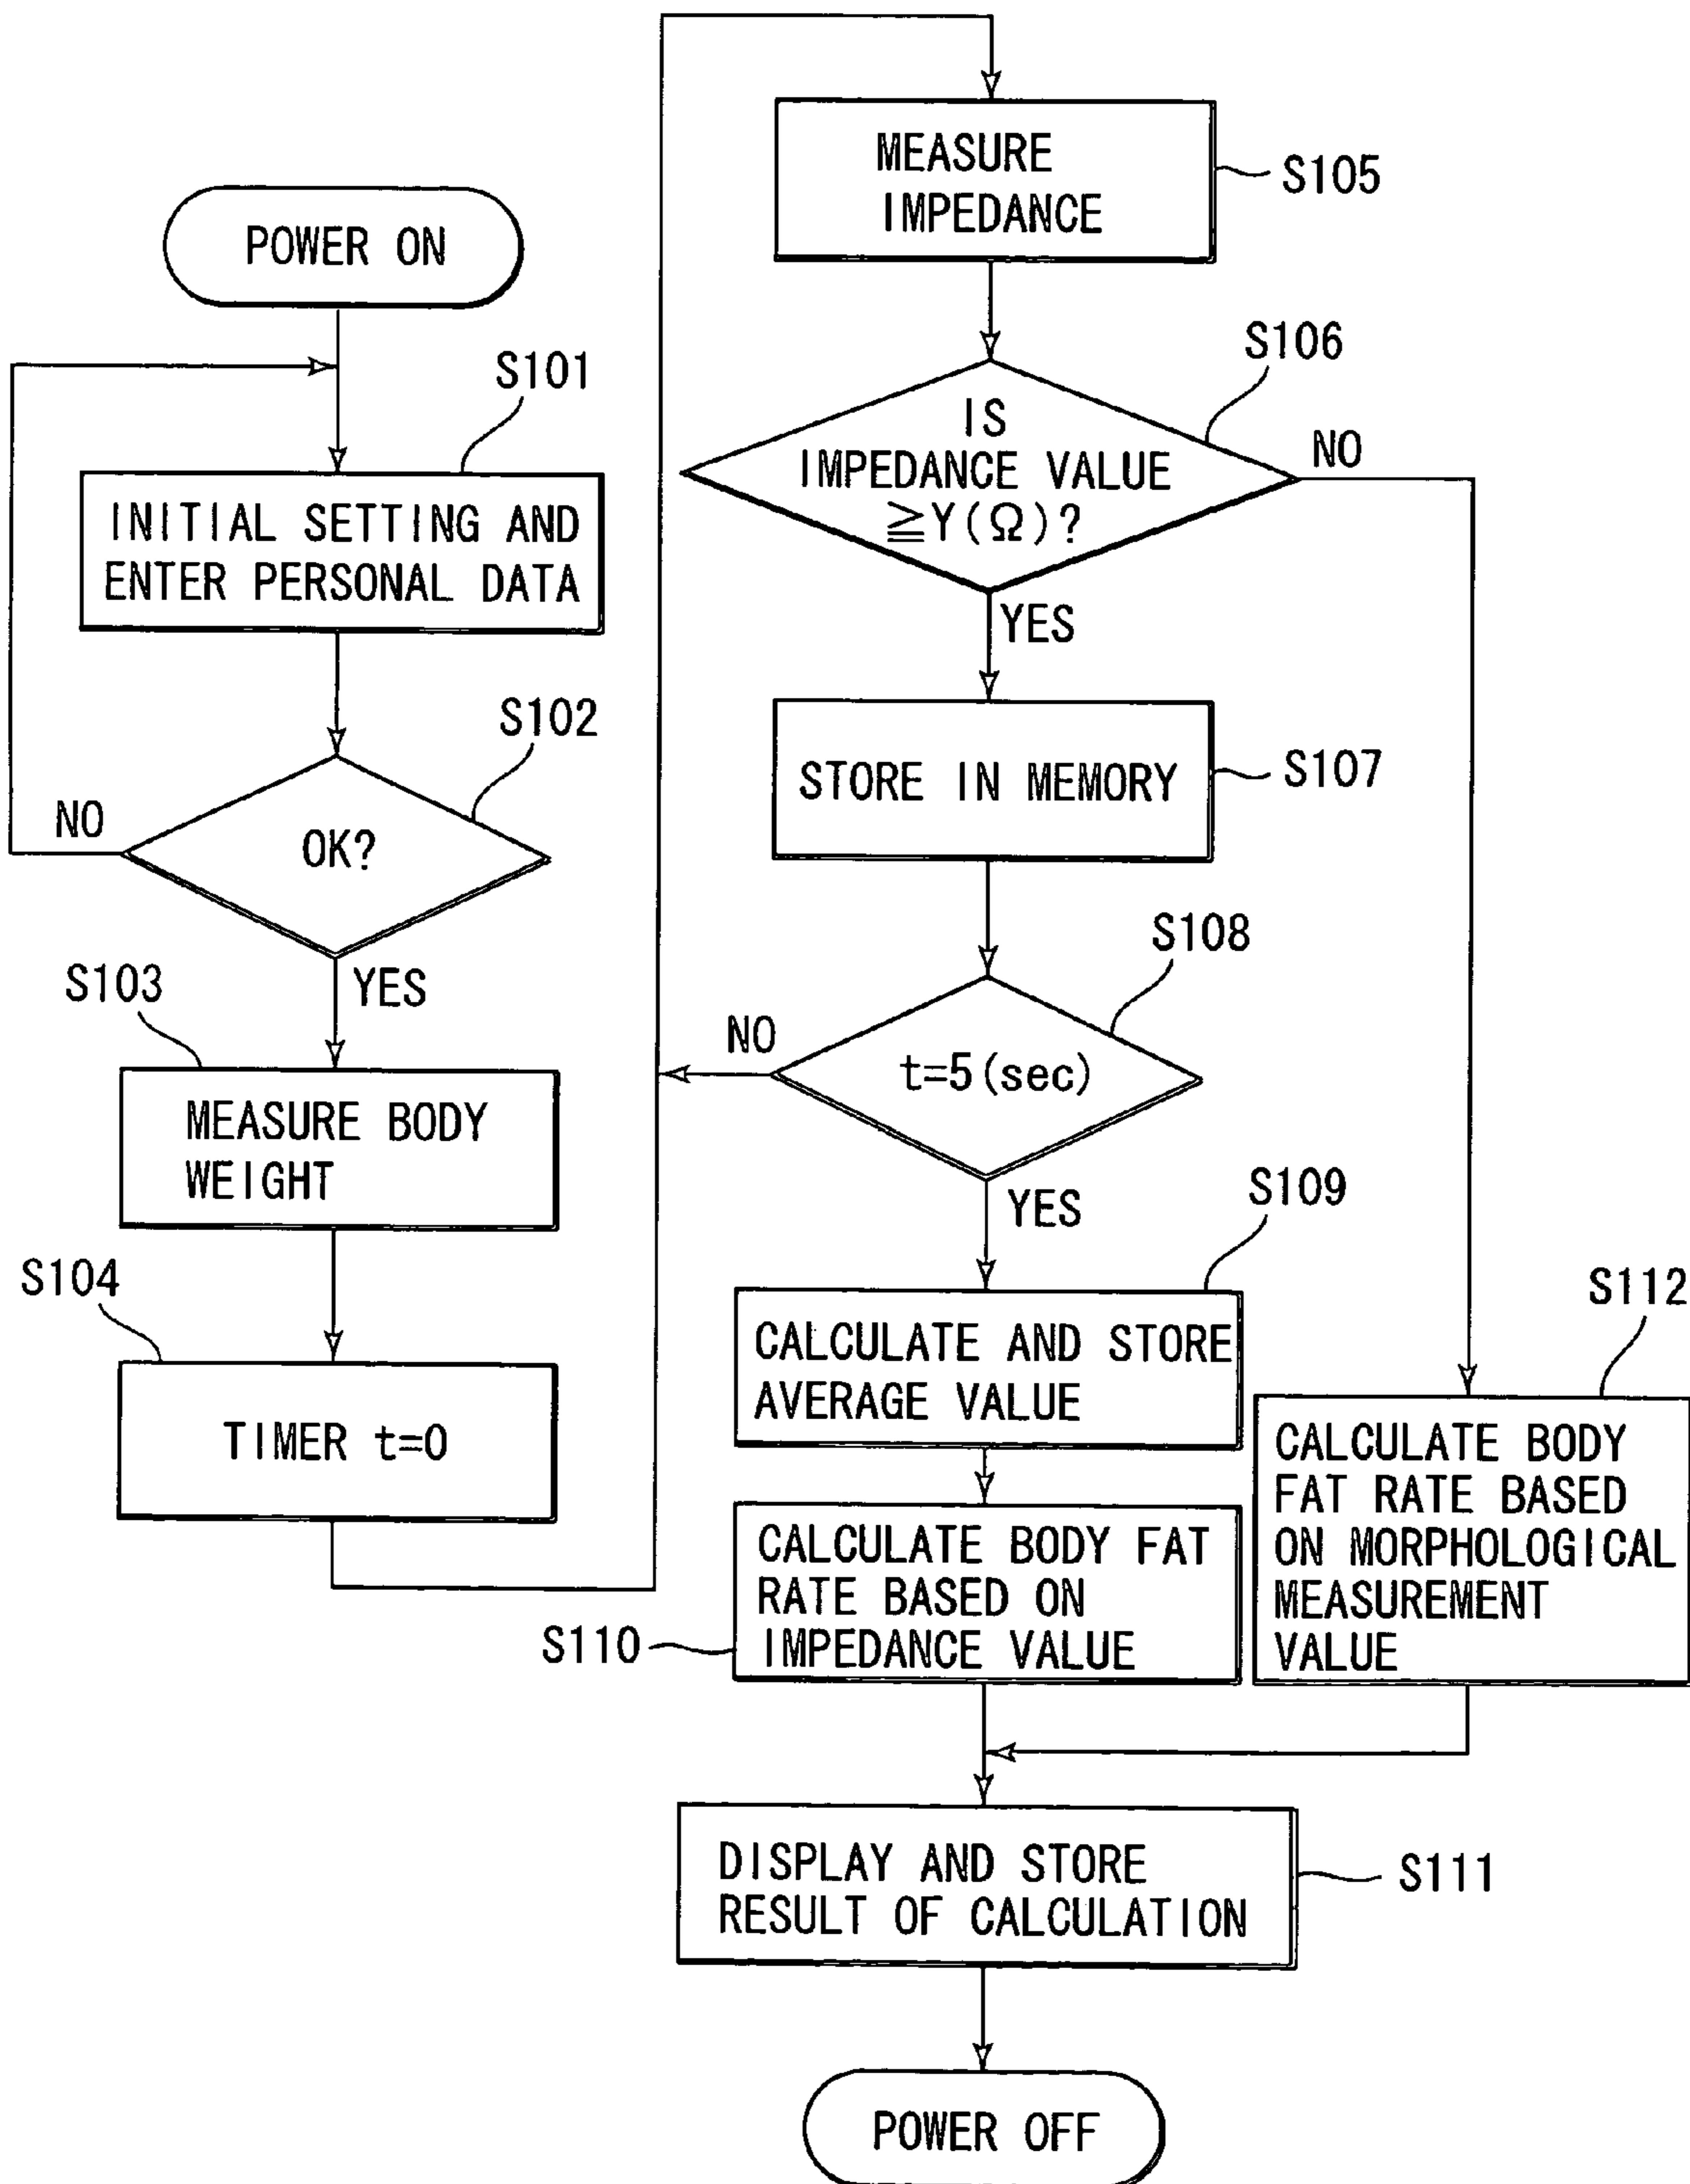 POWER ON
S101
INITIAL SETTING AND
ENTER PERSONAL DATA
S102
OK?
NO
YES
S103
MEASURE BODY
WEIGHT
S104
TIMER t=0
MEASURE
IMPEDANCE
S105
S106
IS
IMPEDANCE VALUE
≧Y(Ω)?
NO
YES
STORE IN MEMORY
S107
S108
t=5(sec)
NO
YES
S109
CALCULATE AND STORE
AVERAGE VALUE
CALCULATE BODY FAT
RATE BASED ON
IMPEDANCE VALUE
S110
S112
CALCULATE BODY
FAT RATE BASED
ON MORPHOLOGICAL
MEASUREMENT
VALUE
DISPLAY AND STORE
RESULT OF CALCULATION
S111
POWER OFF